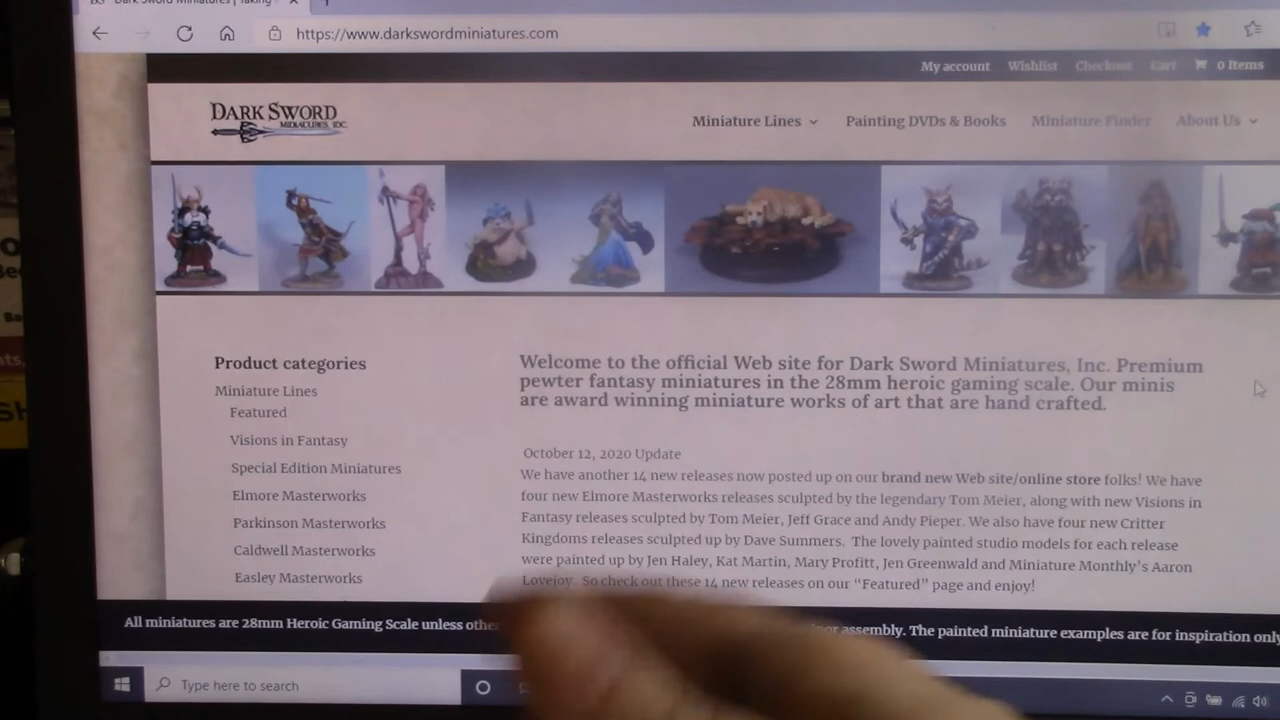 Dark Sword Miniatures | Taking
https://www.darkswordminiatures.com
My account Wishlist Checkout Cart 0 Items
DARK SWORD
MINIATURES, INC.
Miniature Lines Painting DVDs & Books Miniature Finder About Us
Product categories
Miniature Lines
Featured
Visions in Fantasy
Special Edition Miniatures
Elmore Masterworks
Parkinson Masterworks
Caldwell Masterworks
Easley Masterworks
Welcome to the official Web site for Dark Sword Miniatures, Inc. Premium
pewter fantasy miniatures in the 28mm heroic gaming scale. Our minis
are award winning miniature works of art that are hand crafted.
October 12, 2020 Update
We have another 14 new releases now posted up on our brand new Web site/online store folks! We have
four new Elmore Masterworks releases sculpted by the legendary Tom Meier, along with new Visions in
Fantasy releases sculpted by Tom Meier, Jeff Grace and Andy Pieper. We also have four new Critter
Kingdoms releases sculpted up by Dave Summers. The lovely painted studio models for each release
were painted up by Jen Haley, Kat Martin, Mary Profitt, Jen Greenwald and Miniature Monthly's Aaron
Lovejoy. So check out these 14 new releases on our "Featured" page and enjoy!
All miniatures are 28mm Heroic Gaming Scale unless assembly. The painted miniature examples are for inspiration only
Type here to search